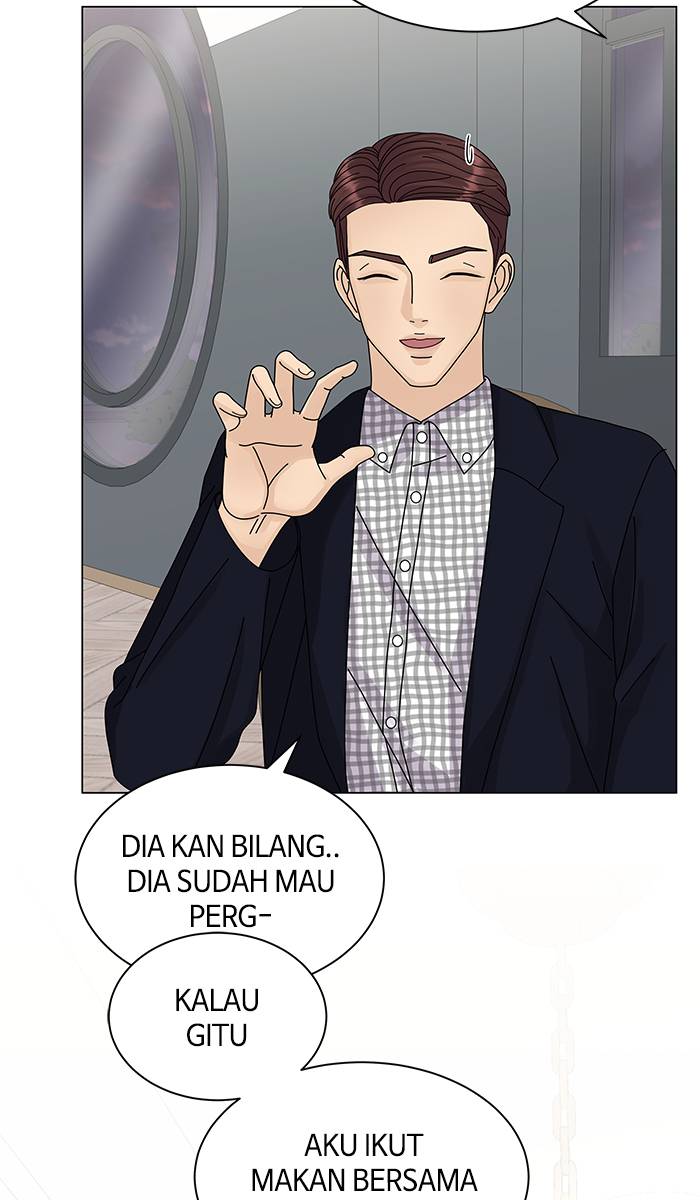 DIA KAN BILANG..
DIA SUDAH MAU
PERG-
KALAU
GITU
AKU IKUT
MAKAN BERSAMA